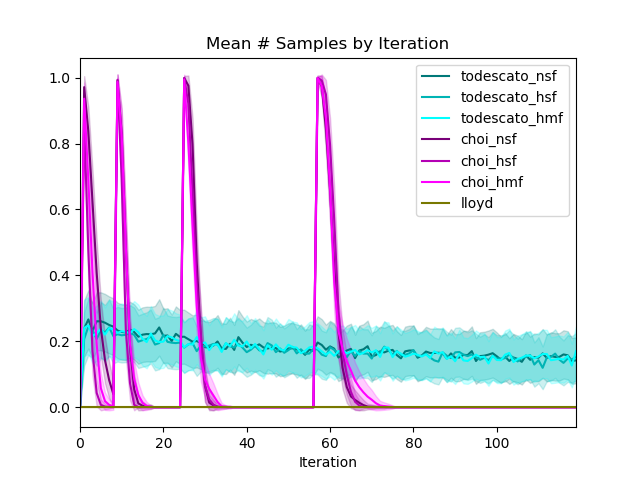 Mean # Samples by Iteration
todescato_nsf
todescato_hsf
todescato_hmf
choi_nsf
choi_hsf
choi_hmf
lloyd
1.0
0.8
0.6
0.4
0.2
0.0
0 20 40 60 80 100
Iteration